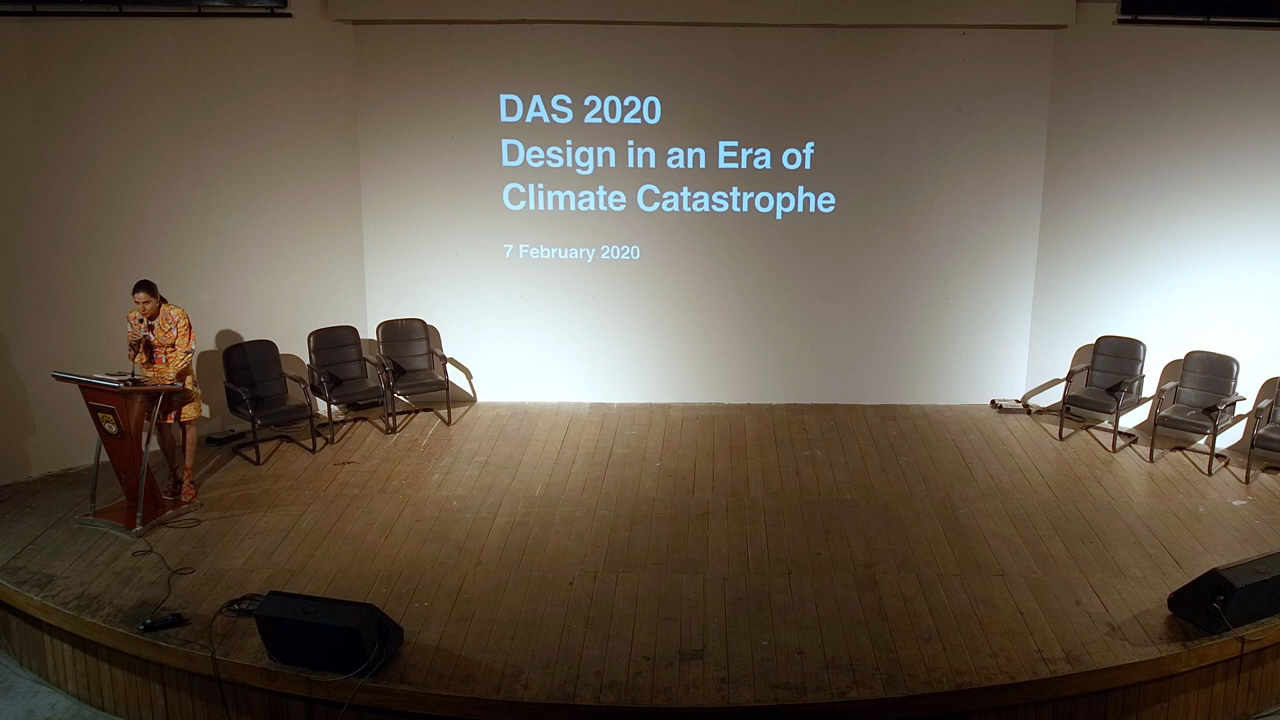 DAS 2020
Design in an Era of
Climate Catastrophe
7 February 2020